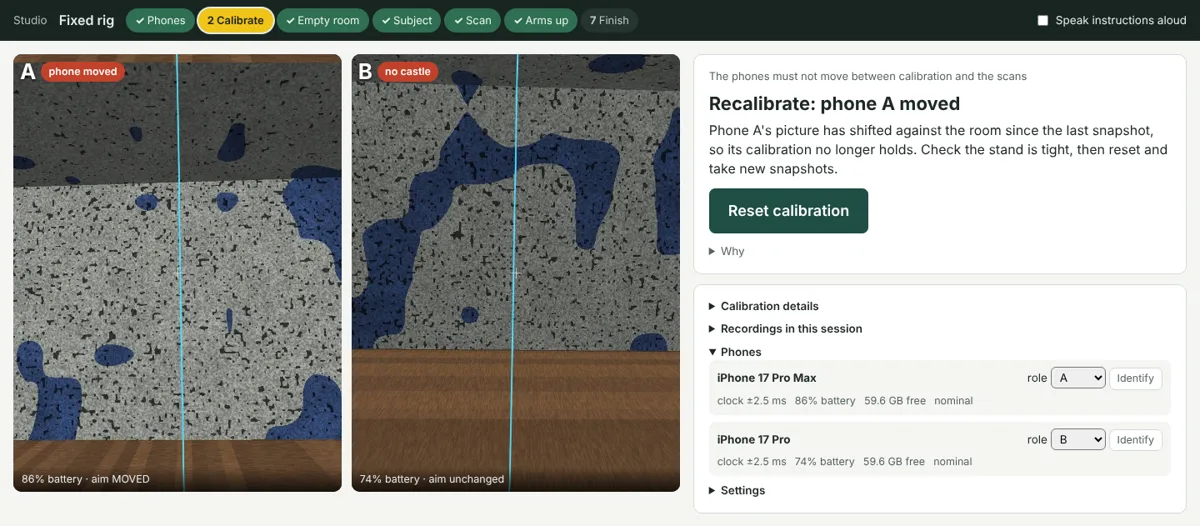 Studio Fixed rig ✓ Phones 2 Calibrate ✓ Empty room ✓ Subject ✓ Scan ✓ Arms up 7 Finish Speak instructions aloud
A phone moved
B no castle
86% battery · aim MOVED
74% battery · aim unchanged
The phones must not move between calibration and the scans
Recalibrate: phone A moved
Phone A's picture has shifted against the room since the last snapshot,
so its calibration no longer holds. Check the stand is tight, then reset and
take new snapshots.
Reset calibration
Why
Calibration details
Recordings in this session
Phones
iPhone 17 Pro Max role A Identify
clock ±2.5 ms 86% battery 59.6 GB free nominal
iPhone 17 Pro role B Identify
clock ±2.5 ms 74% battery 59.6 GB free nominal
Settings